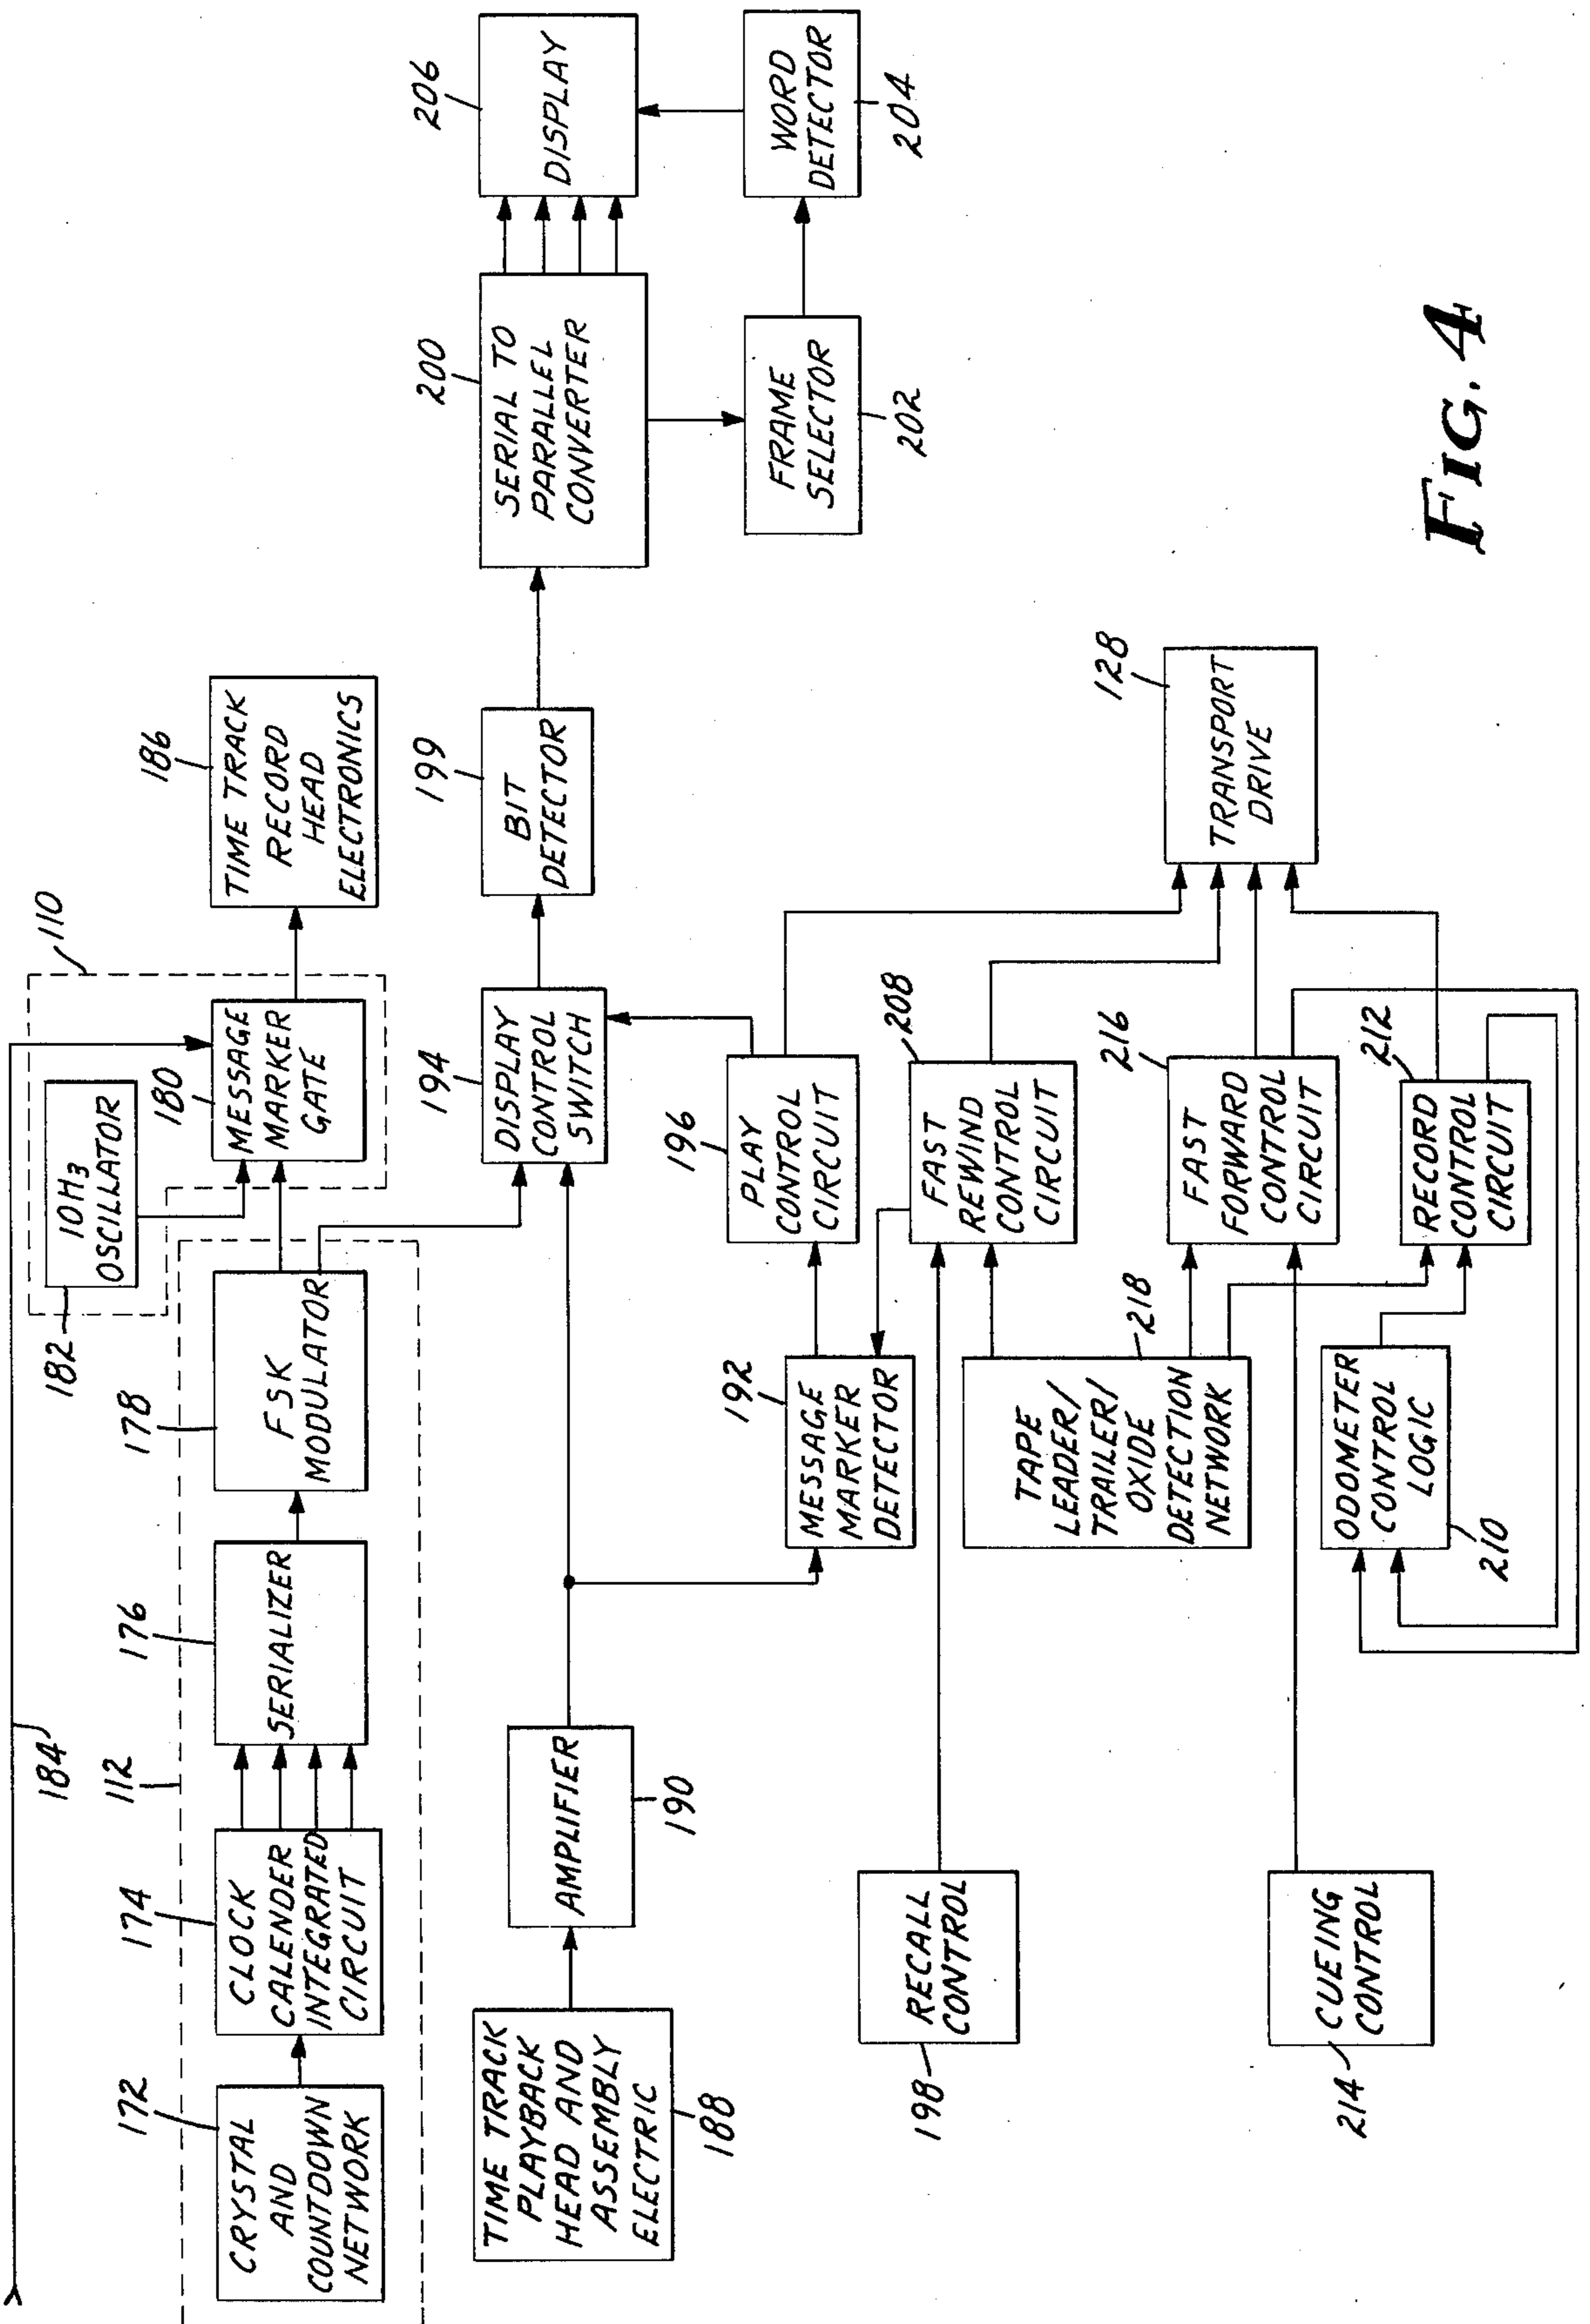 184
112
110
172
CRYSTAL
AND
COUNTDOWN
NETWORK
174
CLOCK
CALENDER
INTEGRATED
CIRCUIT
176
SERIALIZER
178
FSK
MODULATOR
182
10H3
OSCILLATOR
180
MESSAGE
MARKER
GATE
186
TIME TRACK
RECORD
HEAD
ELECTRONICS
TIME TRACK
PLAYBACK
HEAD AND
ASSEMBLY
ELECTRIC
188
AMPLIFIER
190
194
DISPLAY
CONTROL
SWITCH
199
BIT
DETECTOR
200
SERIAL TO
PARALLEL
CONVERTER
206
DISPLAY
FRAME
SELECTOR
202
WORD
DETECTOR
204
192
MESSAGE
MARKER
DETECTOR
196
PLAY
CONTROL
CIRCUIT
RECALL
CONTROL
198
208
FAST
REWIND
CONTROL
CIRCUIT
TAPE
LEADER/
TRAILER/
OXIDE
DETECTION
NETWORK
218
216
FAST
FORWARD
CONTROL
CIRCUIT
128
TRANSPORT
DRIVE
CUEING
CONTROL
214
ODOMETER
CONTROL
LOGIC
210
212
RECORD
CONTROL
CIRCUIT
FIG. 4